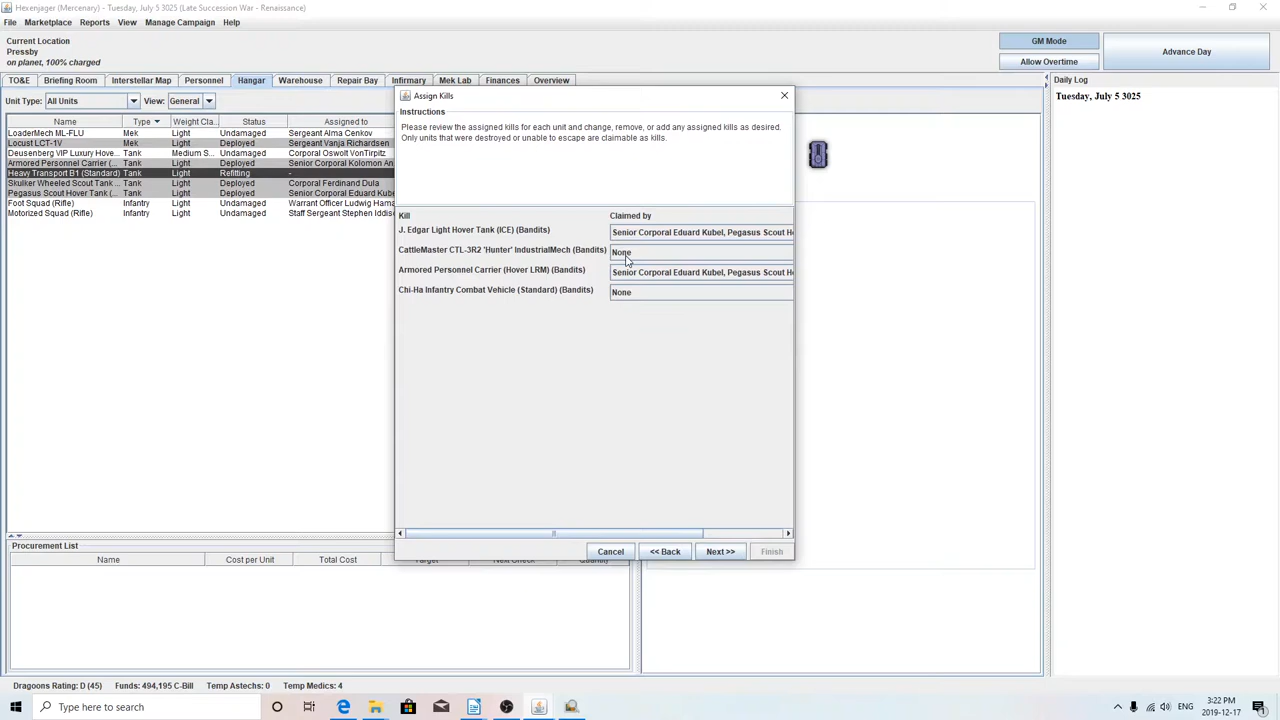 Hexenjager (Mercenary) - Tuesday, July 5 3025 (Late Succession War - Renaissance)
File Marketplace Reports View Manage Campaign Help
Current Location
Pressby
on planet, 100% charged
GM Mode
Allow Overtime
Advance Day
TO&E Briefing Room Interstellar Map Personnel Hangar Warehouse Repair Bay Infirmary Mek Lab Finances Overview
Daily Log
Tuesday, July 5 3025
Unit Type: All Units View: General
Name Type Weight Cla... Status Assigned to
LoaderMech ML-FLU Mek Light Undamaged Sergeant Alma Cenkov
Locust LCT-1V Mek Light Deployed Sergeant Vanja Richardsen
Deusenberg VIP Luxury Hove... Tank Medium S... Undamaged Corporal Oswolt VonTirpitz
Armored Personnel Carrier (... Tank Light Deployed Senior Corporal Kolomon An
Heavy Transport B1 (Standard) Tank Light Refitting -
Skulker Wheeled Scout Tank ... Tank Light Deployed Corporal Ferdinand Dula
Pegasus Scout Hover Tank (... Tank Light Deployed Senior Corporal Eduard Kube
Foot Squad (Rifle) Infantry Light Undamaged Warrant Officer Ludwig Hama
Motorized Squad (Rifle) Infantry Light Undamaged Staff Sergeant Stephen Iddise
Assign Kills
Instructions
Please review the assigned kills for each unit and change, remove, or add any assigned kills as desired.
Only units that were destroyed or unable to escape are claimable as kills.
Kill Claimed by
J. Edgar Light Hover Tank (ICE) (Bandits) Senior Corporal Eduard Kubel, Pegasus Scout Ho
CattleMaster CTL-3R2 'Hunter' IndustrialMech (Bandits) None
Armored Personnel Carrier (Hover LRM) (Bandits) Senior Corporal Eduard Kubel, Pegasus Scout Ho
Chi-Ha Infantry Combat Vehicle (Standard) (Bandits) None
Cancel << Back Next >> Finish
Procurement List
Name Cost per Unit Total Cost Target Next Check Quantity
Dragoons Rating: D (45) Funds: 494,195 C-Bill Temp Astechs: 0 Temp Medics: 4
Type here to search
ENG
3:22 PM
2019-12-17